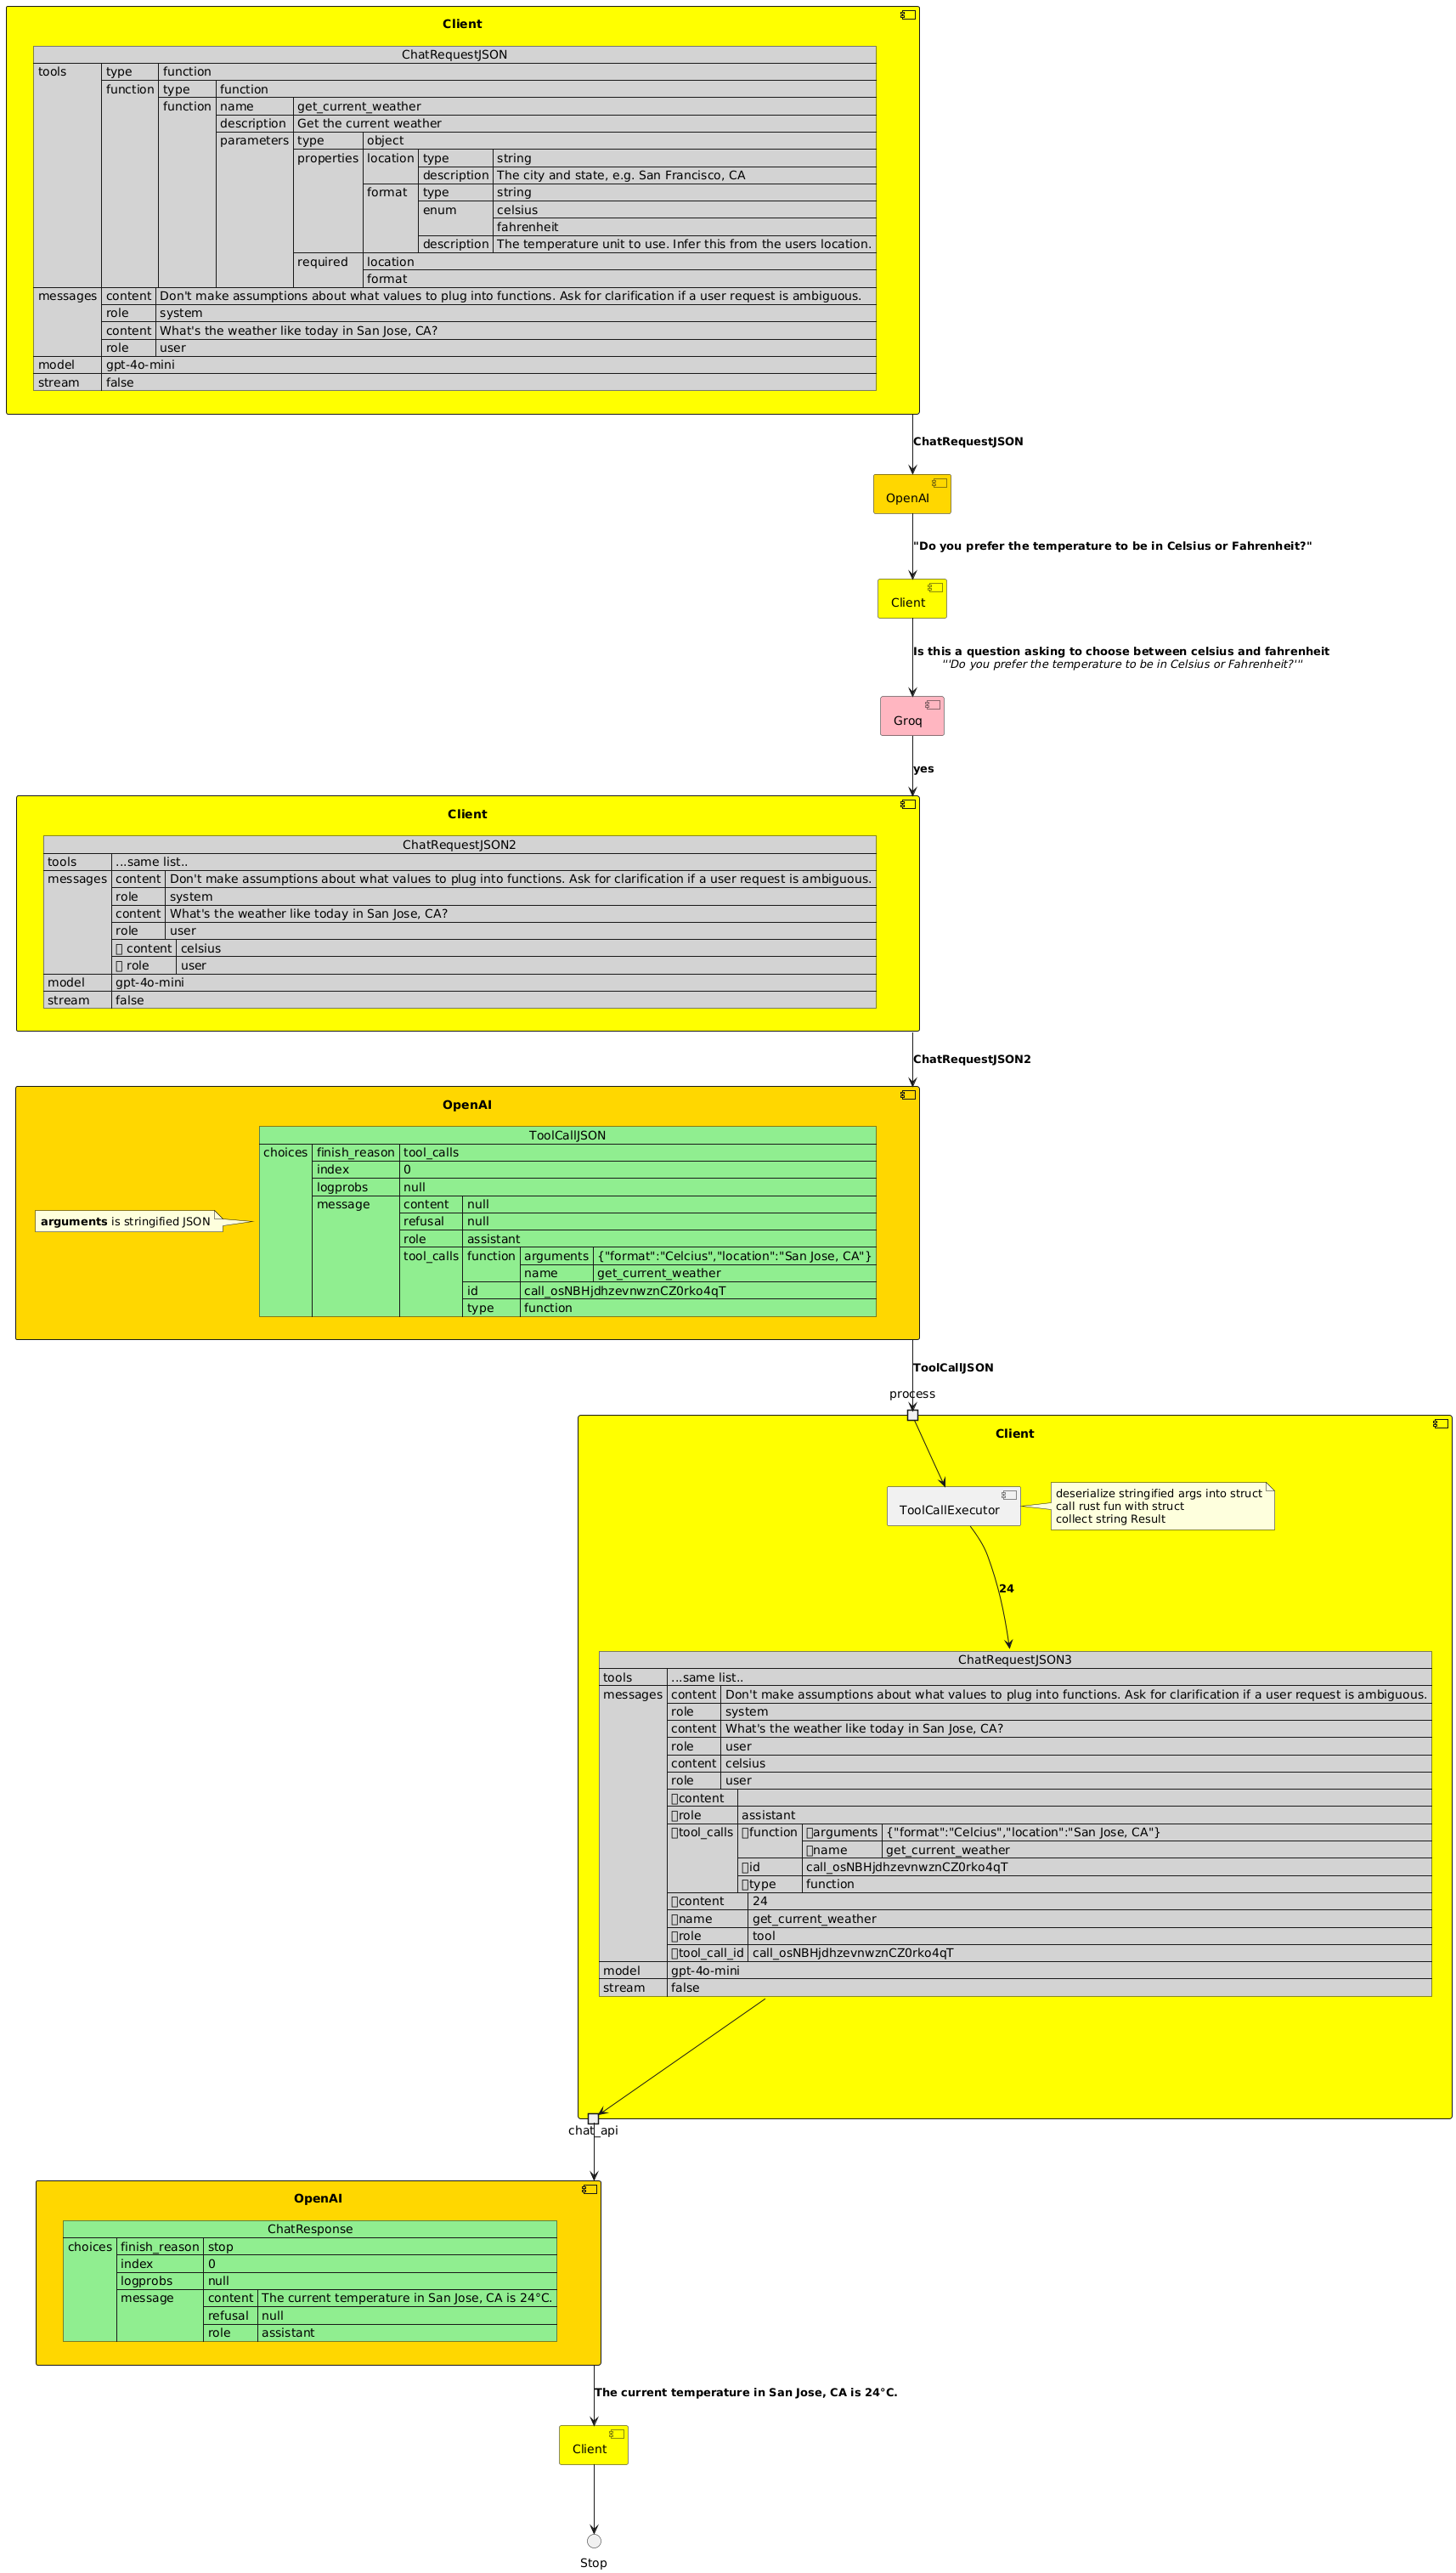 Client
ChatRequestJSON
tools type function
function type function
function name get_current_weather
description Get the current weather
parameters type object
properties location type string
description The city and state, e.g. San Francisco, CA
format type string
enum celsius
fahrenheit
description The temperature unit to use. Infer this from the users location.
required location
format
messages content Don't make assumptions about what values to plug into functions. Ask for clarification if a user request is ambiguous.
role system
content What's the weather like today in San Jose, CA?
role user
model gpt-4o-mini
stream false
ChatRequestJSON
OpenAI
"Do you prefer the temperature to be in Celsius or Fahrenheit?"
Client
Is this a question asking to choose between celsius and fahrenheit
"'Do you prefer the temperature to be in Celsius or Fahrenheit?'"
Groq
yes
Client
ChatRequestJSON2
tools ...same list..
messages content Don't make assumptions about what values to plug into functions. Ask for clarification if a user request is ambiguous.
role system
content What's the weather like today in San Jose, CA?
role user
content celsius
role user
model gpt-4o-mini
stream false
ChatRequestJSON2
OpenAI
ToolCallJSON
choices finish_reason tool_calls
index 0
logprobs null
message content null
refusal null
role assistant
tool_calls function arguments {"format":"Celcius","location":"San Jose, CA"}
name get_current_weather
id call_osNBHjdhzevnwznCZ0rko4qT
type function
arguments is stringified JSON
ToolCallJSON
process
Client
ToolCallExecutor
deserialize stringified args into struct
call rust fun with struct
collect string Result
24
ChatRequestJSON3
tools ...same list..
messages content Don't make assumptions about what values to plug into functions. Ask for clarification if a user request is ambiguous.
role system
content What's the weather like today in San Jose, CA?
role user
content celsius
role user
content
role assistant
tool_calls function arguments {"format":"Celcius","location":"San Jose, CA"}
name get_current_weather
id call_osNBHjdhzevnwznCZ0rko4qT
type function
content 24
name get_current_weather
role tool
tool_call_id call_osNBHjdhzevnwznCZ0rko4qT
model gpt-4o-mini
stream false
chat_api
OpenAI
ChatResponse
choices finish_reason stop
index 0
logprobs null
message content The current temperature in San Jose, CA is 24°C.
refusal null
role assistant
The current temperature in San Jose, CA is 24°C.
Client
Stop